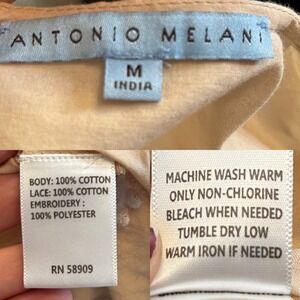 ANTONIO MELANI
M
INDIA
BODY: 100% COTTON
LACE: 100% COTTON
EMBROIDERY :
100% POLYESTER
RN 58909
MACHINE WASH WARM
ONLY NON-CHLORINE
BLEACH WHEN NEEDED
TUMBLE DRY LOW
WARM IRON IF NEEDED